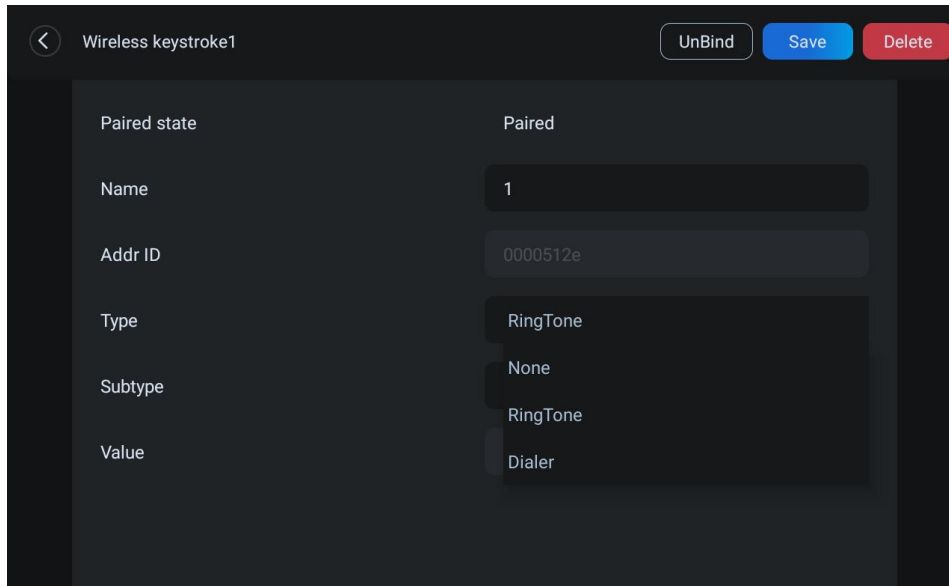 Wireless keystroke1 UnBind Save Delete
Paired state Paired
Name 1
Addr ID 0000512e
Type RingTone
None
Subtype
RingTone
Value
Dialer